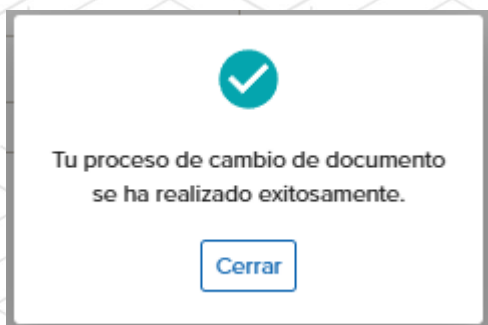 Tu proceso de cambio de documento
se ha realizado exitosamente.
Cerrar